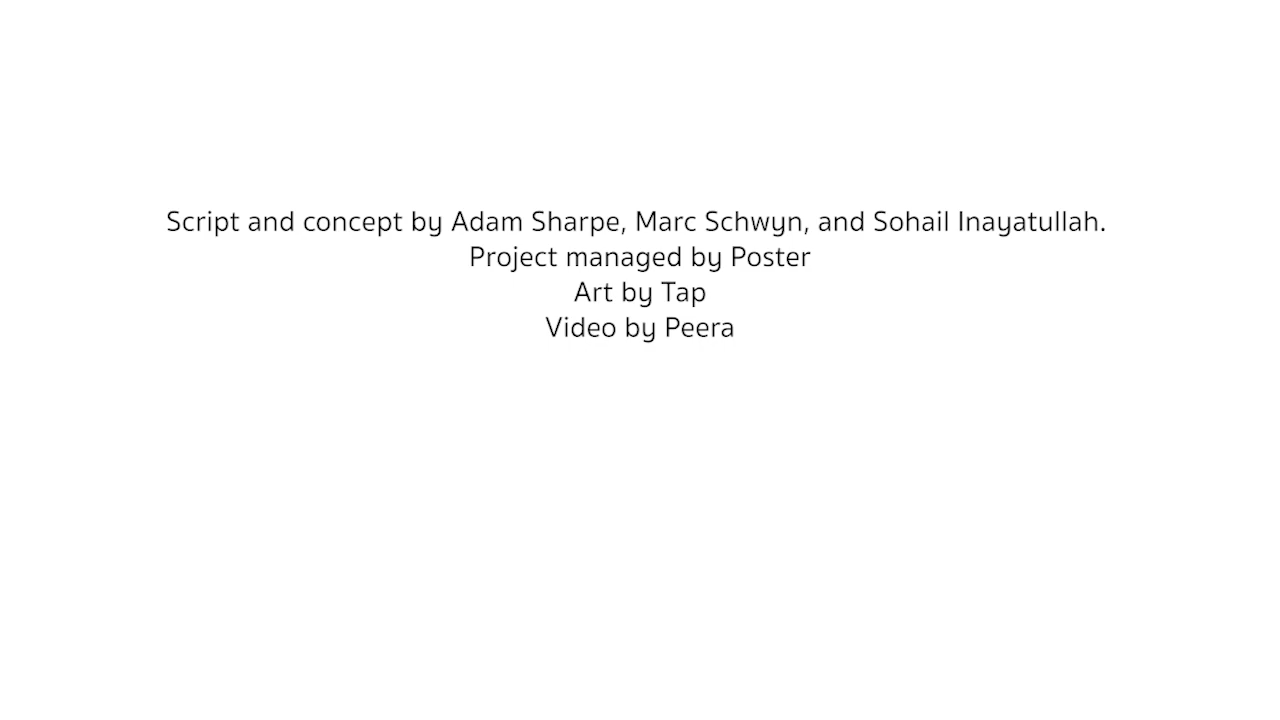 Script and concept by Adam Sharpe, Marc Schwyn, and Sohail Inayatullah.
Project managed by Poster
Art by Tap
Video by Peera